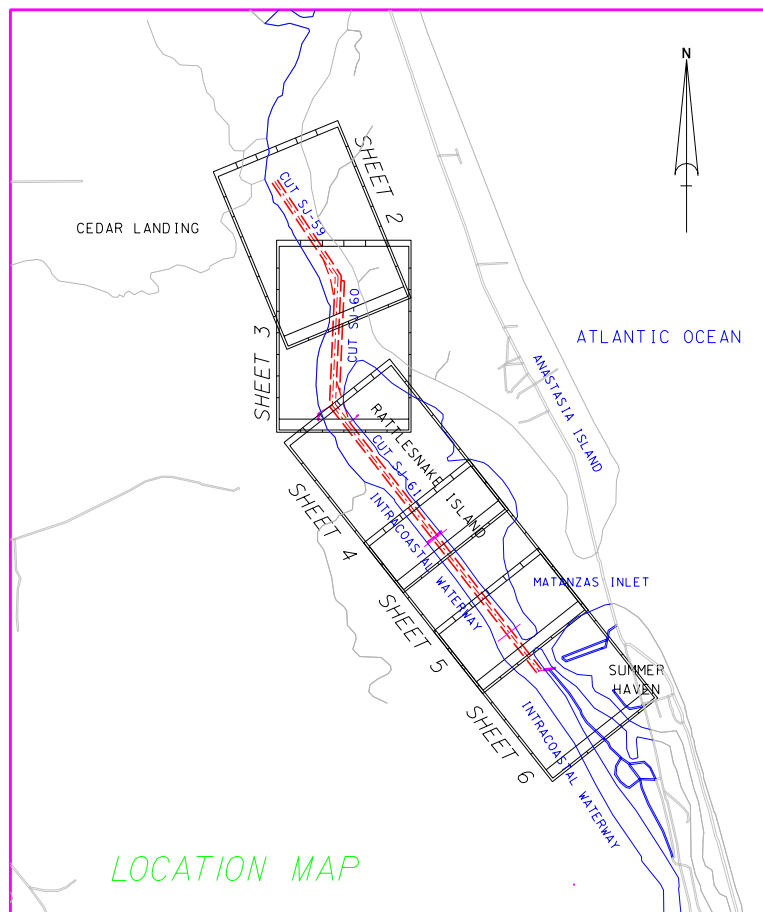 N
SHEET 2
CUT SJ-59
CEDAR LANDING
CUT SJ-60
SHEET 3
ATLANTIC OCEAN
ANASTASIA ISLAND
RATTLESNAKE ISLAND
CUT SJ-61
SHEET 4
INTRACOASTAL WATERWAY
MATANZAS INLET
SHEET 5
SUMMER
HAVEN
SHEET 6
INTRACOASTAL WATERWAY
LOCATION MAP